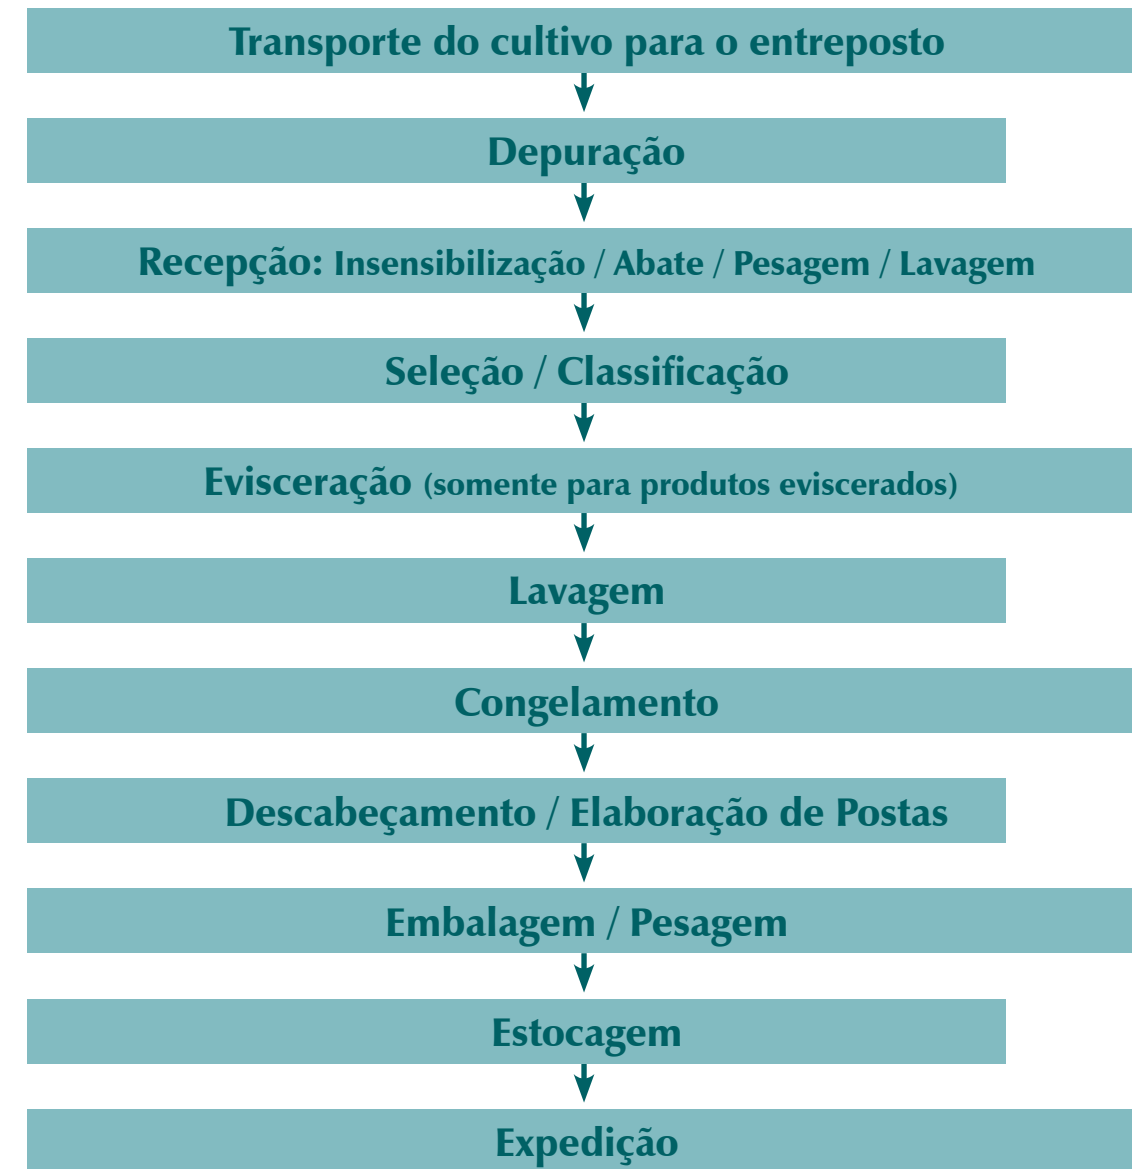 Transporte do cultivo para o entreposto
Depuração
Recepção: Insensibilização / Abate / Pesagem / Lavagem
Seleção / Classificação
Evisceração (somente para produtos eviscerados)
Lavagem
Congelamento
Descabeçamento / Elaboração de Postas
Embalagem / Pesagem
Estocagem
Expedição